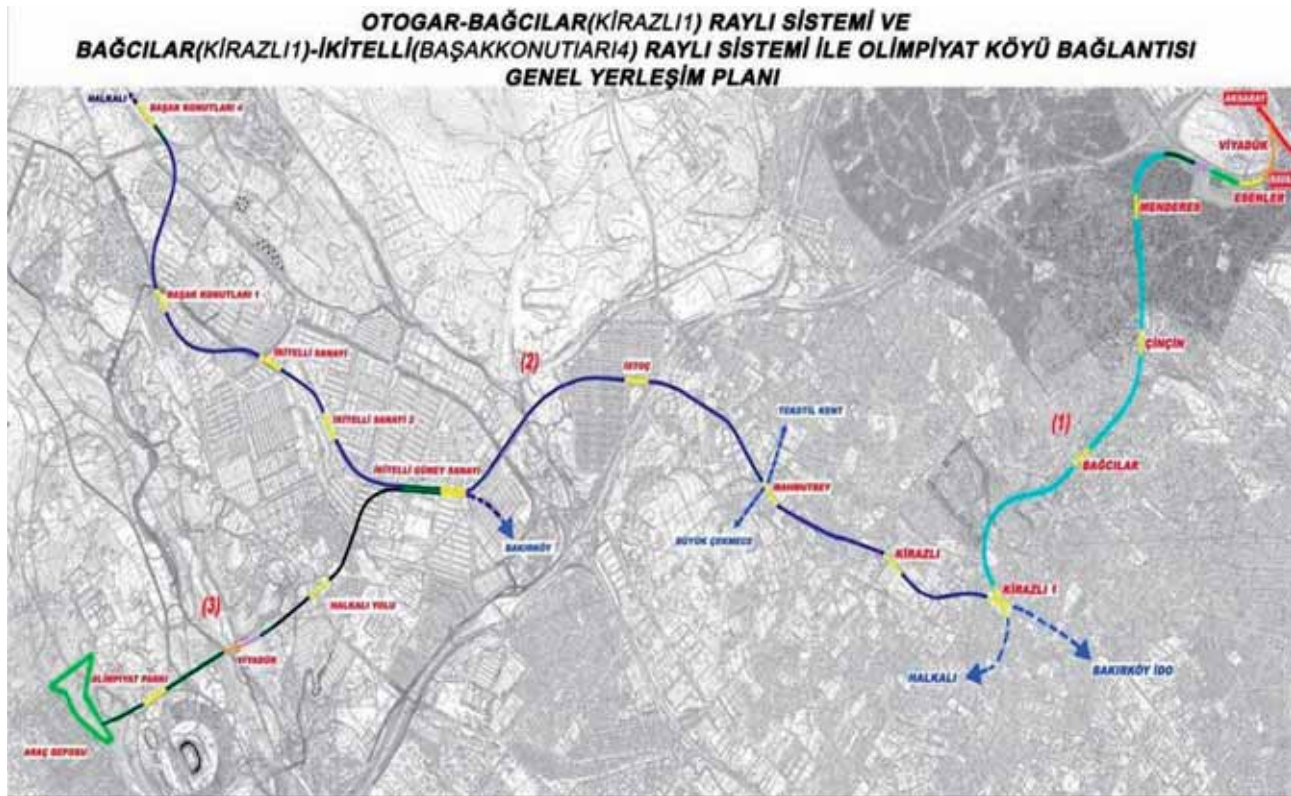 OTOGAR-BAĞCILAR(KİRAZLI1) RAYLI SİSTEMİ VE
BAĞCILAR(KİRAZLI1)-İKİTELLİ(BAŞAKKONUTlARI4) RAYLI SİSTEMİ İLE OLİMPİYAT KÖYÜ BAĞLANTISI
GENEL YERLEŞİM PLANI
HALKALI
BAŞAK KONUTLARI 4
AKSARAY
VİYADÜK
ESENLER
MENDERES
BAŞAK KONUTLARI 1
ÇİNÇİN
İKİTELLİ SANAYİ
(2)
İSTOÇ
TEKSTİL KENT
İKİTELLİ SANAYİ 2
(1)
BAĞCILAR
İKİTELLİ GÜNEY SANAYİ
MAHMUTBEY
BÜYÜK ÇEKMECE
BAKIRKÖY
KİRAZLI
KİRAZLI 1
HALKALI YOLU
(3)
VİYADÜK
BAKIRKÖY İDO
HALKALI
OLİMPİYAT PARKI
ARAÇ DEPOSU